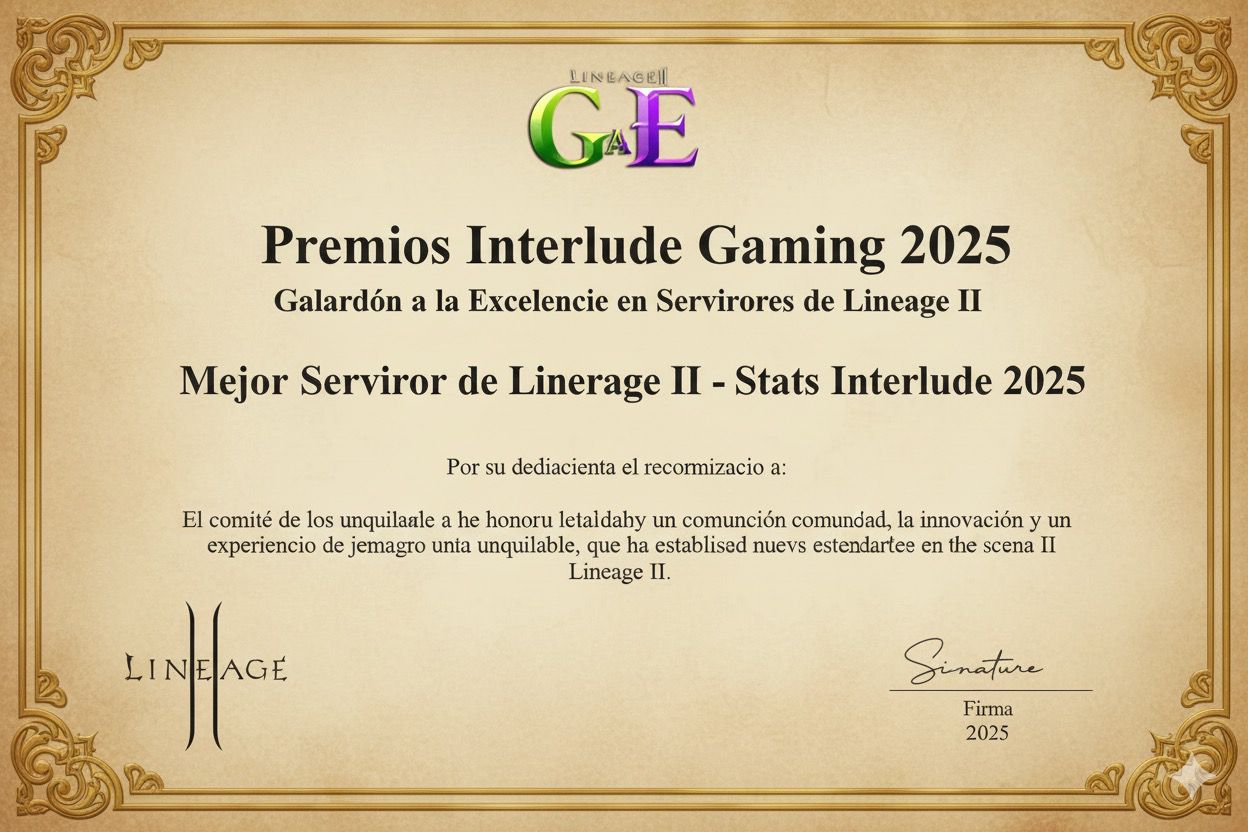 LINEAGE II
GAE
Premios Interlude Gaming 2025
Galardón a la Excelencie en Servirores de Lineage II
Mejor Serviror de Linerage II - Stats Interlude 2025
Por su dediacienta el recormizacio a:
El comité de los unquilaale a he honoru letaldahy un comunción comundad, la innovación y un
experiencio de jemagro unta unquilable, que ha establised nuevs estendartee en the scena II
Lineage II.
LINEAGE II
Sinature
Firma
2025